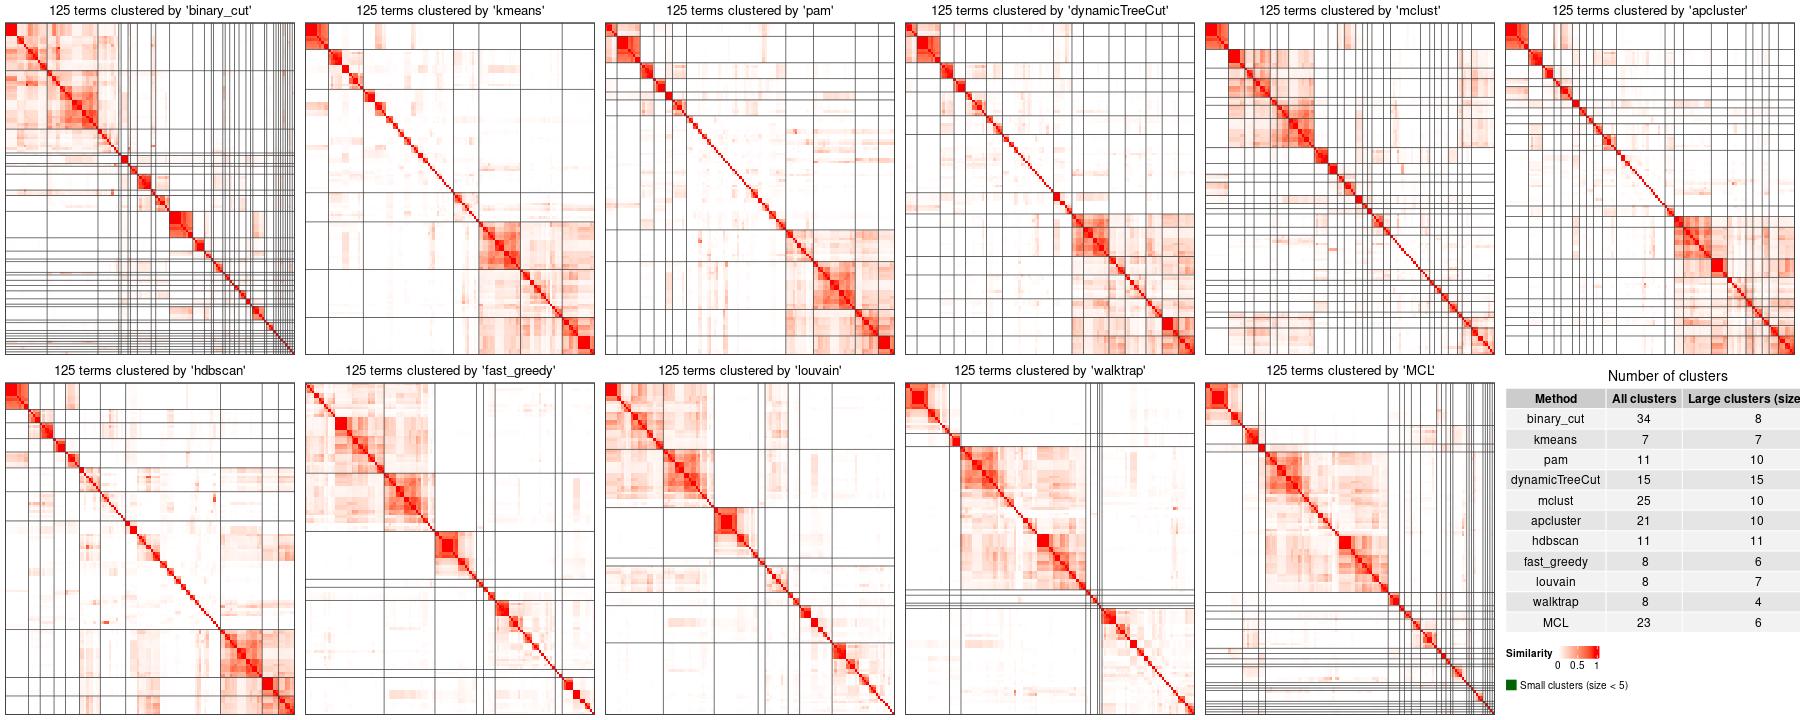 125 terms clustered by 'binary_cut'
125 terms clustered by 'kmeans'
125 terms clustered by 'pam'
125 terms clustered by 'dynamicTreeCut'
125 terms clustered by 'mclust'
125 terms clustered by 'apcluster'
125 terms clustered by 'hdbscan'
125 terms clustered by 'fast_greedy'
125 terms clustered by 'louvain'
125 terms clustered by 'walktrap'
125 terms clustered by 'MCL'
Number of clusters
Method All clusters Large clusters (size
binary_cut 34 8
kmeans 7 7
pam 11 10
dynamicTreeCut 15 15
mclust 25 10
apcluster 21 10
hdbscan 11 11
fast_greedy 8 6
louvain 8 7
walktrap 8 4
MCL 23 6
Similarity
0 0.5 1
Small clusters (size < 5)